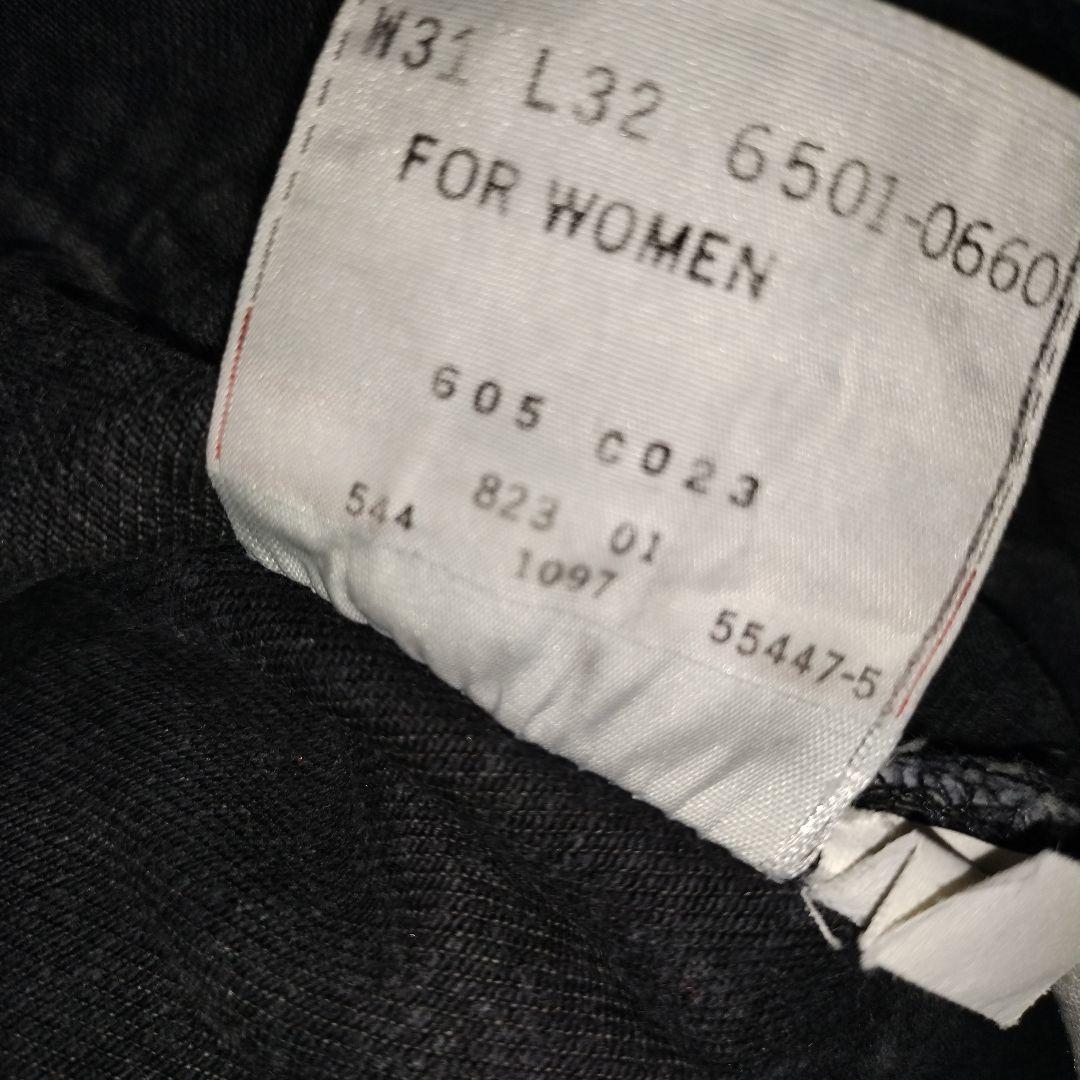 W31 L32 6501-0660
FOR WOMEN
605 C023
544 823 01
1097
55447-5